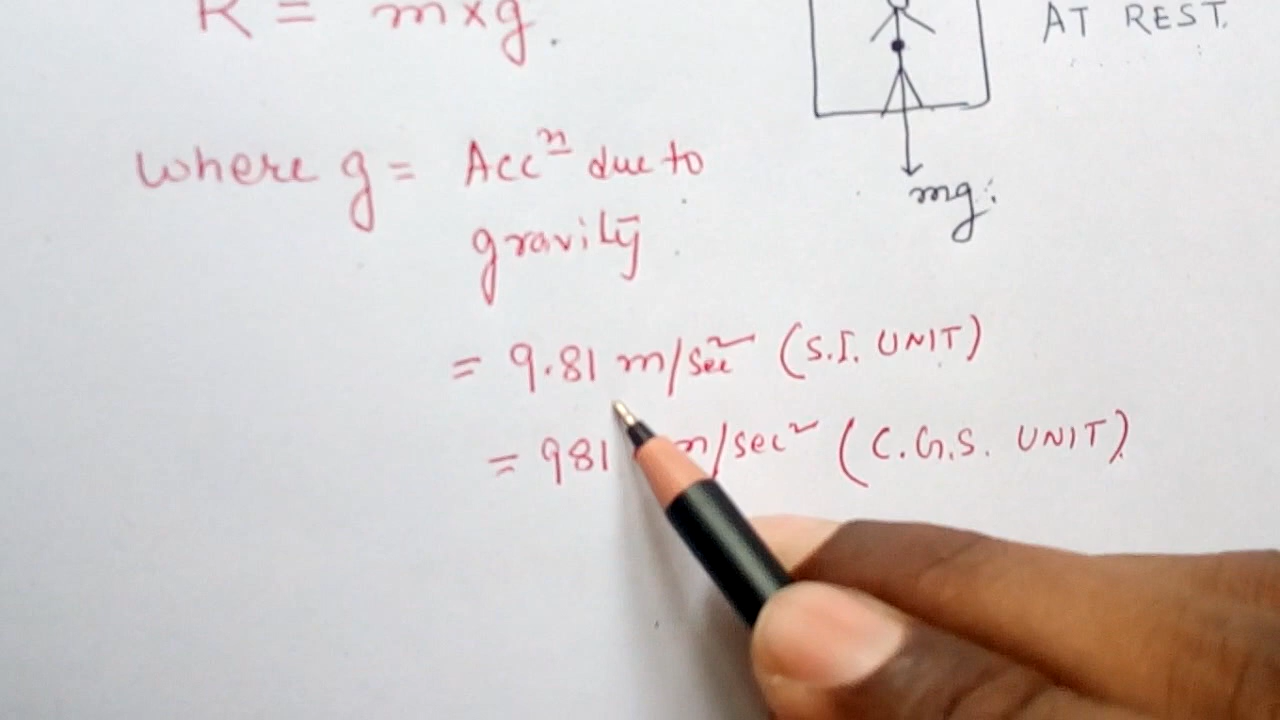 R = m × g.
AT REST.
where g = Accⁿ due to
gravity
mg.
= 9.81 m/sec² (S.I. UNIT)
= 981 m/sec² (C.G.S. UNIT)